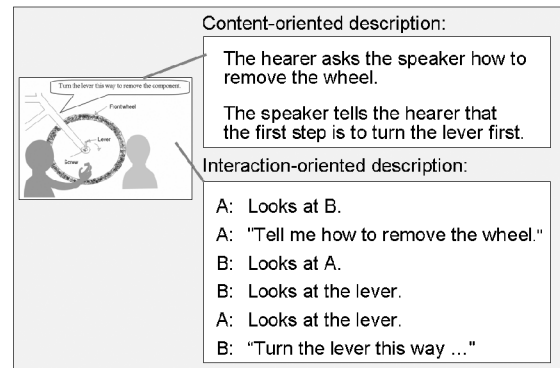 Content-oriented description:
The hearer asks the speaker how to
remove the wheel.
The speaker tells the hearer that
the first step is to turn the lever first.
Turn the lever this way to remove the component.
Front wheel
Lever
Screw
Interaction-oriented description:
A: Looks at B.
A: "Tell me how to remove the wheel."
B: Looks at A.
B: Looks at the lever.
A: Looks at the lever.
B: "Turn the lever this way ..."